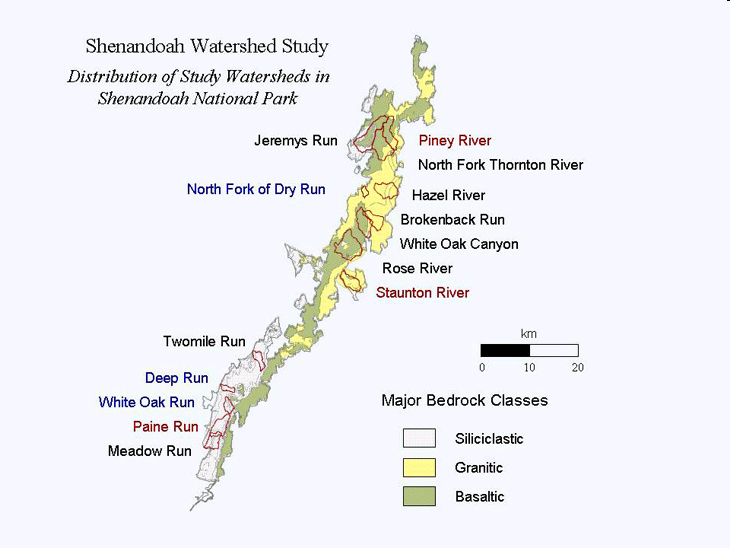 Shenandoah Watershed Study
Distribution of Study Watersheds in
Shenandoah National Park
Jeremys Run
Piney River
North Fork Thornton River
North Fork of Dry Run
Hazel River
Brokenback Run
White Oak Canyon
Rose River
Staunton River
Twomile Run
km
0 10 20
Deep Run
White Oak Run
Paine Run
Meadow Run
Major Bedrock Classes
Siliciclastic
Granitic
Basaltic